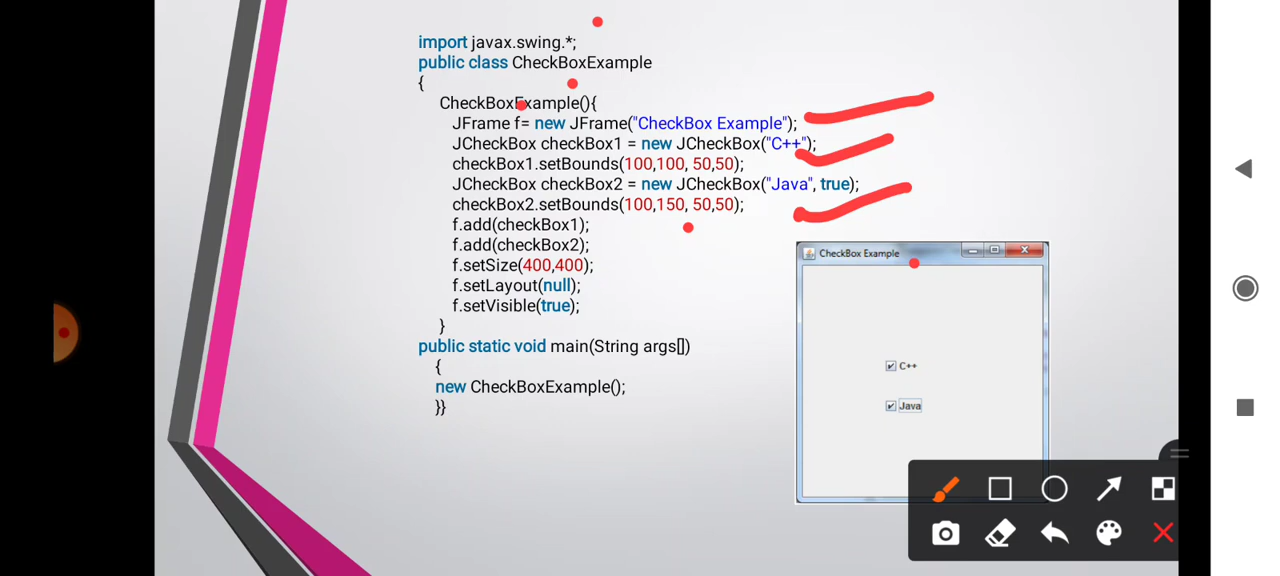 import javax.swing.*;
public class CheckBoxExample
{
CheckBoxExample(){
JFrame f= new JFrame("CheckBox Example");
JCheckBox checkBox1 = new JCheckBox("C++");
checkBox1.setBounds(100,100, 50,50);
JCheckBox checkBox2 = new JCheckBox("Java", true);
checkBox2.setBounds(100,150, 50,50);
f.add(checkBox1);
f.add(checkBox2);
f.setSize(400,400);
f.setLayout(null);
f.setVisible(true);
}
public static void main(String args[])
{
new CheckBoxExample();
}}
CheckBox Example
C++
Java